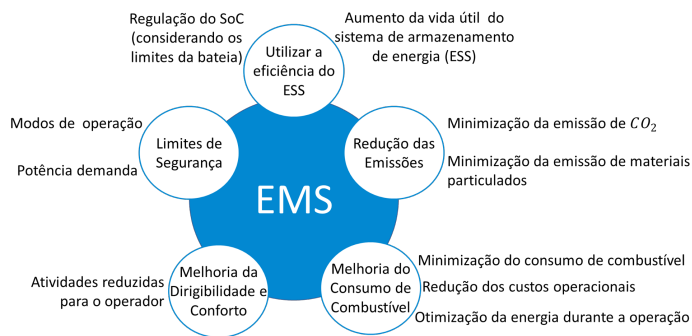 Regulação do SoC
(considerando os
limites da bateia)
Utilizar a
eficiência do
ESS
Aumento da vida útil do
sistema de armazenamento
de energia (ESS)
Modos de operação
Potência demanda
Limites de
Segurança
Redução das
Emissões
Minimização da emissão de CO₂
Minimização da emissão de materiais
particulados
EMS
Atividades reduzidas
para o operador
Melhoria da
Dirigibilidade e
Conforto
Melhoria do
Consumo de
Combustível
Minimização do consumo de combustível
Redução dos custos operacionais
Otimização da energia durante a operação